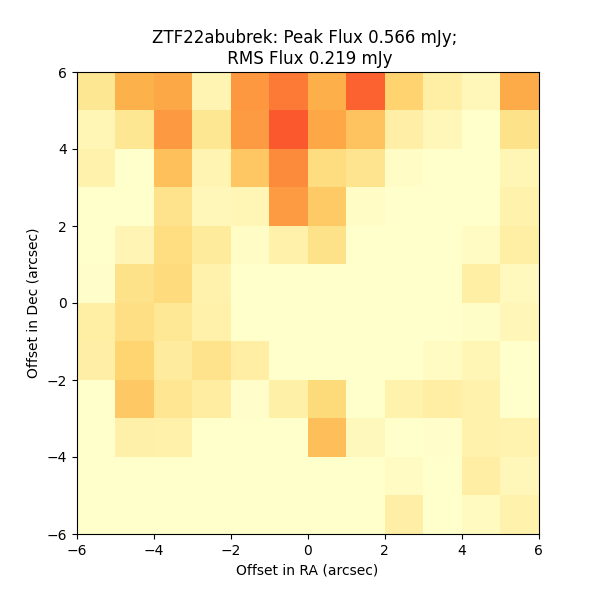 ZTF22abubrek: Peak Flux 0.566 mJy;
RMS Flux 0.219 mJy
6
4
2
0
−2
−4
−6
Offset in Dec (arcsec)
−6 −4 −2 0 2 4 6
Offset in RA (arcsec)